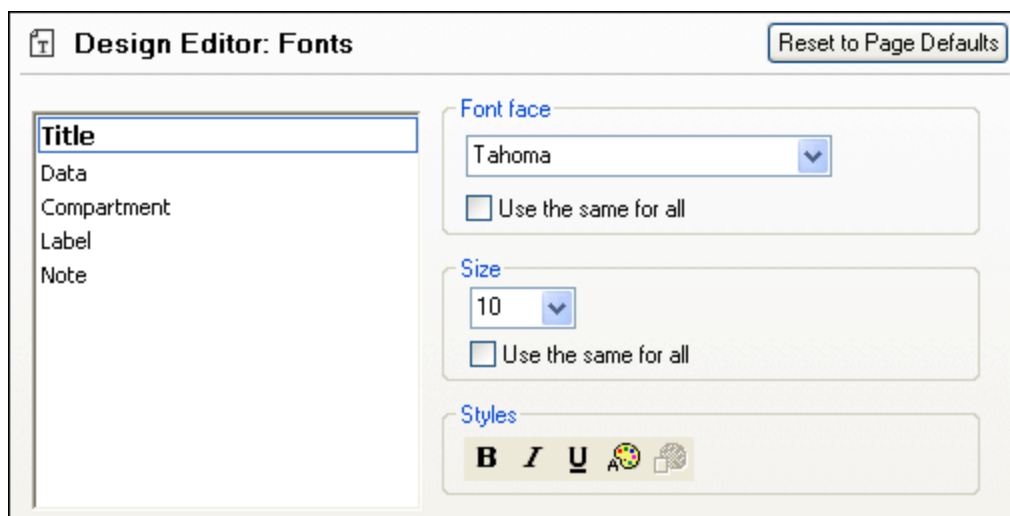 Design Editor: Fonts
Reset to Page Defaults
Title
Data
Compartment
Label
Note
Font face
Tahoma
Use the same for all
Size
10
Use the same for all
Styles
B I U